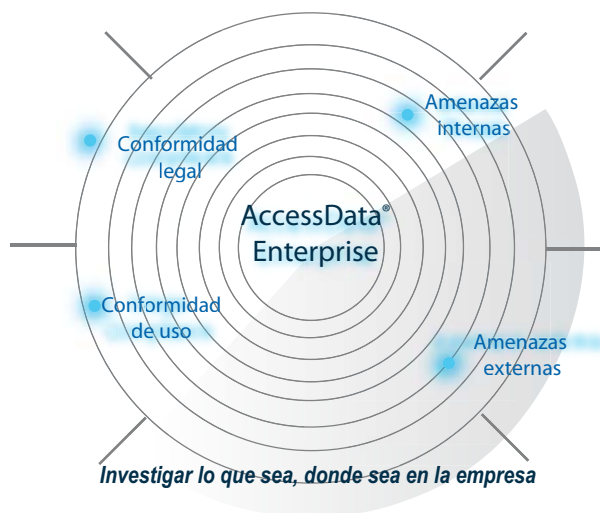 Amenazas
internas
Conformidad
legal
AccessData®
Enterprise
Conformidad
de uso
Amenazas
externas
Investigar lo que sea, donde sea en la empresa